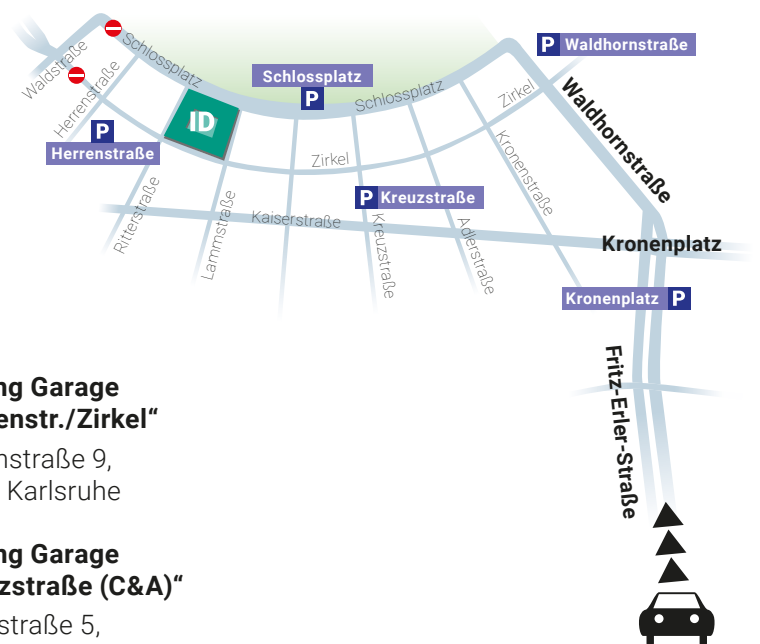 Schlossplatz
Waldstraße
Herrenstraße
P Waldhornstraße
Schlossplatz
P
Schlossplatz
Zirkel
Waldhornstraße
ID
P
Herrenstraße
Zirkel
Kronenstraße
P Kreuzstraße
Ritterstraße
Lammstraße
Kaiserstraße
Kreuzstraße
Adlerstraße
Kronenplatz
Kronenplatz P
Fritz-Erler-Straße
ng Garage
enstr./Zirkel“
nstraße 9,
Karlsruhe
ng Garage
zstraße (C&A)“
straße 5,